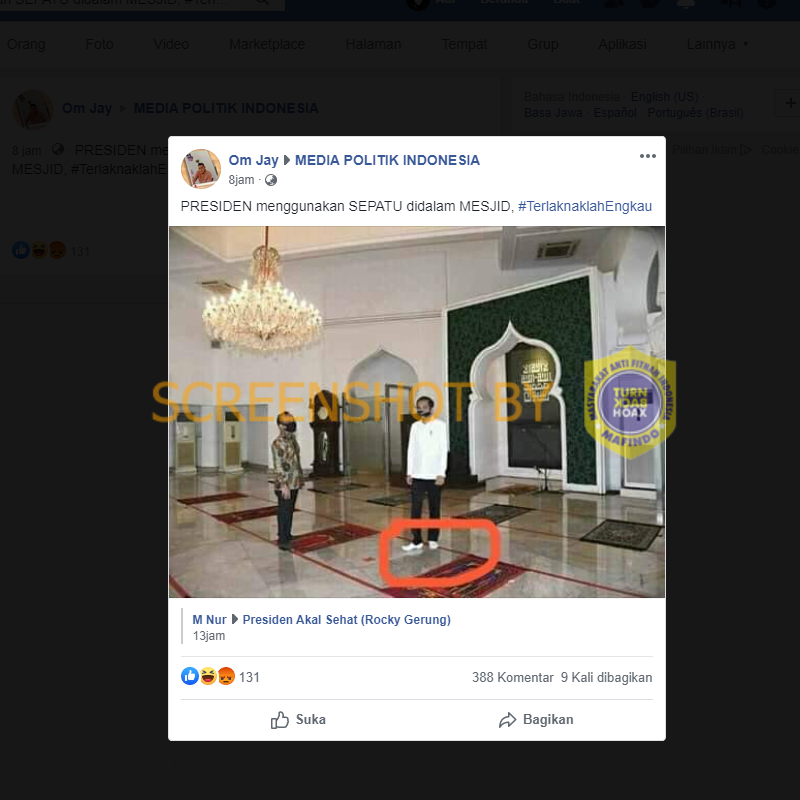 Orang Foto Video Marketplace Halaman Tempat Grup Aplikasi Lainnya
Om Jay MEDIA POLITIK INDONESIA
8 jam · PRESIDEN me
MESJID, #TerlaknaklahE
131
Bahasa Indonesia · English (US) ·
Basa Jawa · Español · Português (Brasil)
Om Jay MEDIA POLITIK INDONESIA
8jam ·
PRESIDEN menggunakan SEPATU didalam MESJID, #TerlaknaklahEngkau
SCREENSHOT BY
MASYARAKAT ANTI FITNAH INDONESIA
TURN
BACK
HOAX
MAFINDO
M Nur Presiden Akal Sehat (Rocky Gerung)
13jam
131 388 Komentar 9 Kali dibagikan
Suka Bagikan